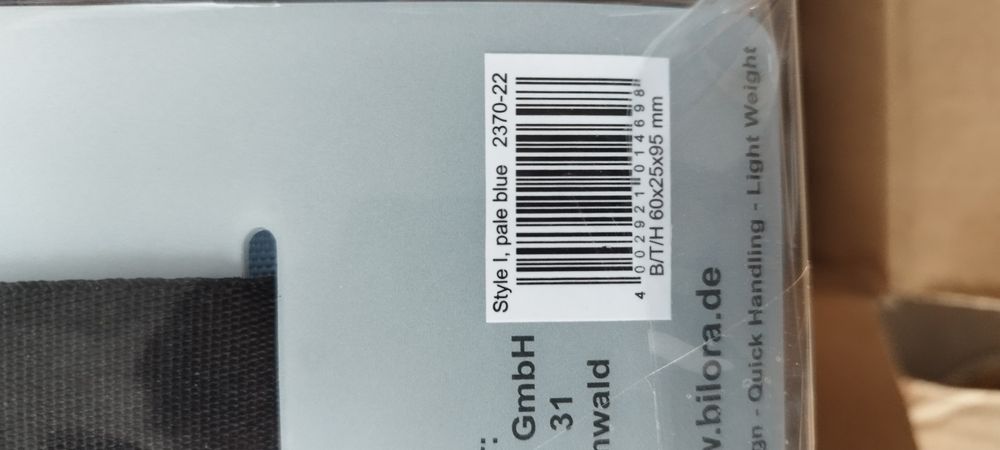 Style I, pale blue 2370-22
4 002921 014698
B/T/H 60x25x95 mm
GmbH
31
nwald
w.bilora.de
gn - Quick Handling - Light Weight